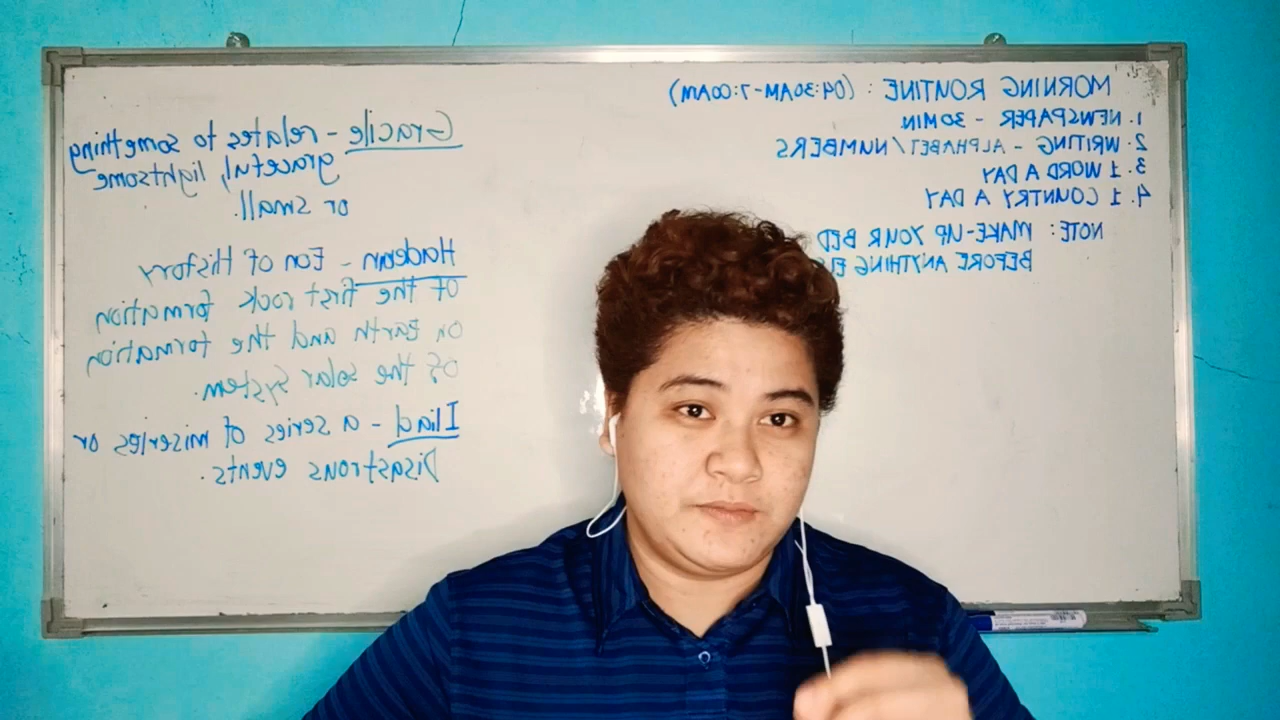 MORNING ROUTINE : (04:30AM-7:00AM)
1. NEWSPAPER - 30MIN
2. WRITING - ALPHABET/NUMBERS
3. 1 WORD A DAY
4. 1 COUNTRY A DAY
NOTE: MAKE-UP YOUR BED
BEFORE ANYTHING
Gracile - relates to something
graceful, lightsome
or small.
Hadean - Eon of History
of the first rock formation
on Earth and the formation
of the solar system.
Iliad - a series of miseries or
Disastrous events.